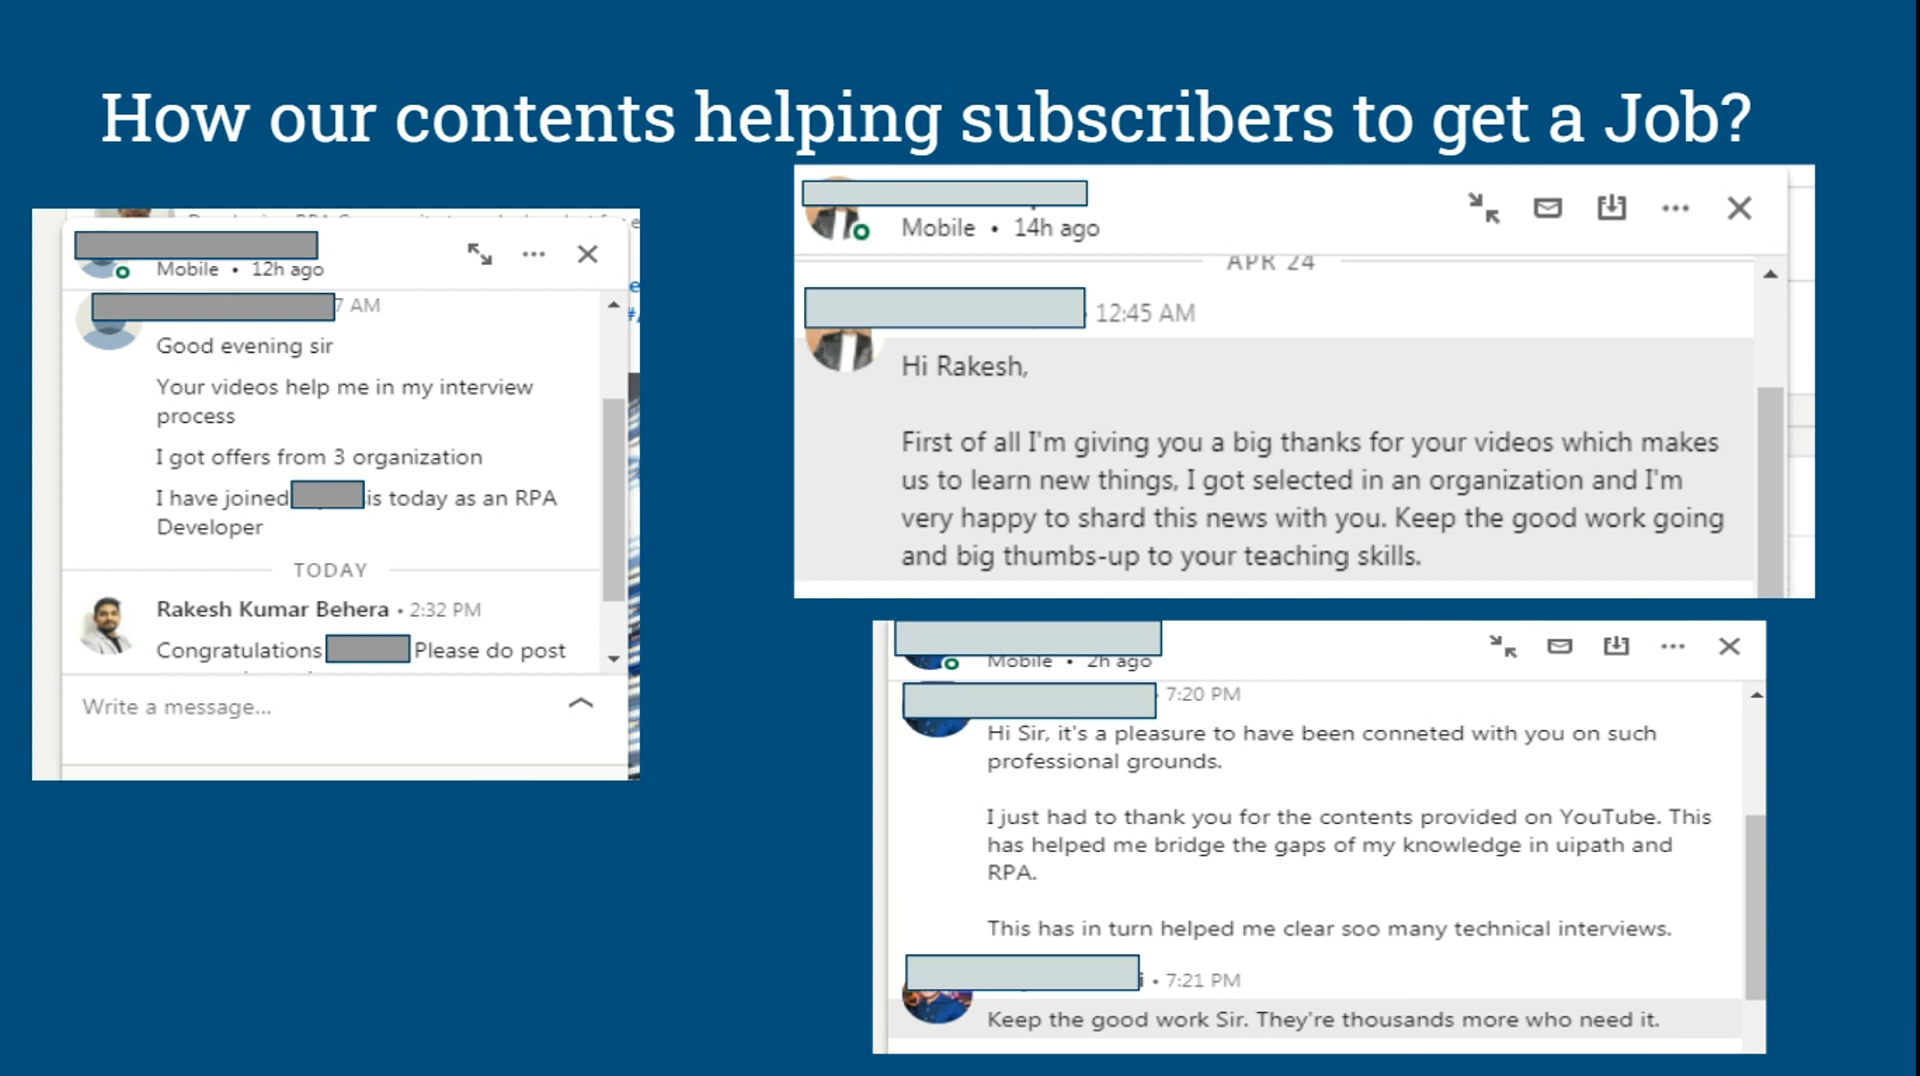 How our contents helping subscribers to get a Job?
Mobile • 12h ago
7 AM
Good evening sir
Your videos help me in my interview
process
I got offers from 3 organization
I have joined is today as an RPA
Developer
TODAY
Rakesh Kumar Behera • 2:32 PM
Congratulations Please do post
Write a message...
Mobile • 14h ago
APR 24
12:45 AM
Hi Rakesh,
First of all I'm giving you a big thanks for your videos which makes
us to learn new things, I got selected in an organization and I'm
very happy to shard this news with you. Keep the good work going
and big thumbs-up to your teaching skills.
Mobile • 2h ago
7:20 PM
Hi Sir, it's a pleasure to have been conneted with you on such
professional grounds.
I just had to thank you for the contents provided on YouTube. This
has helped me bridge the gaps of my knowledge in uipath and
RPA.
This has in turn helped me clear soo many technical interviews.
i • 7:21 PM
Keep the good work Sir. They're thousands more who need it.